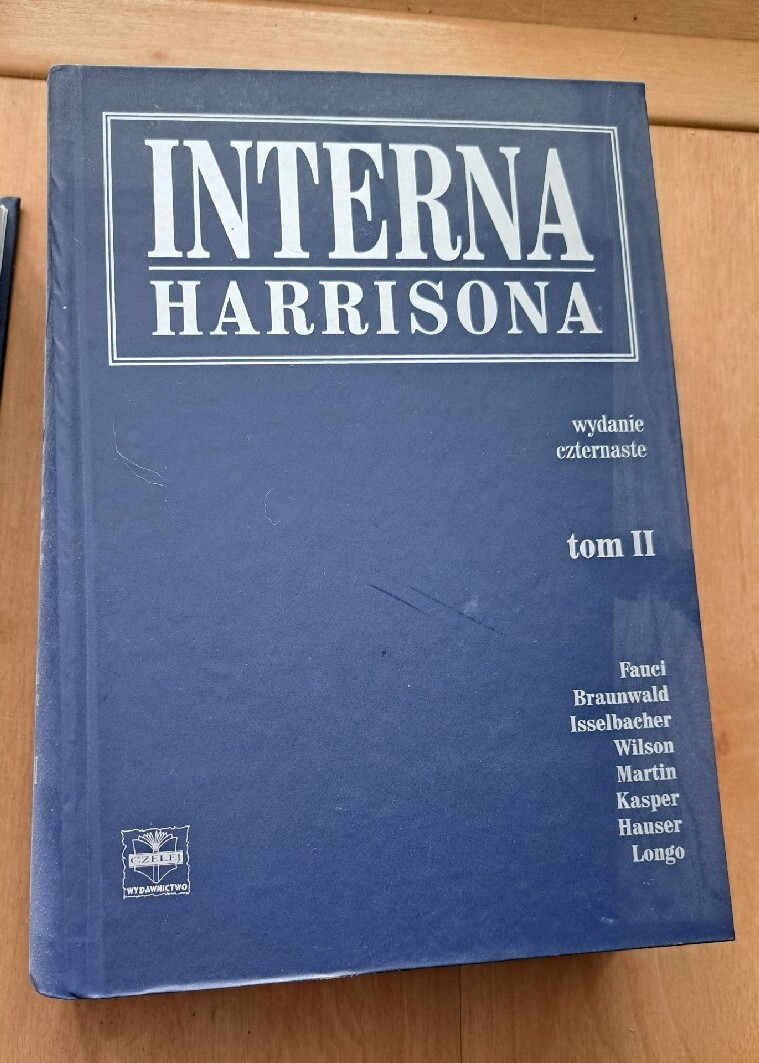 INTERNA
HARRISONA
wydanie
czternaste
tom II
Fauci
Braunwald
Isselbacher
Wilson
Martin
Kasper
Hauser
Longo
CZELEJ
WYDAWNICTWO